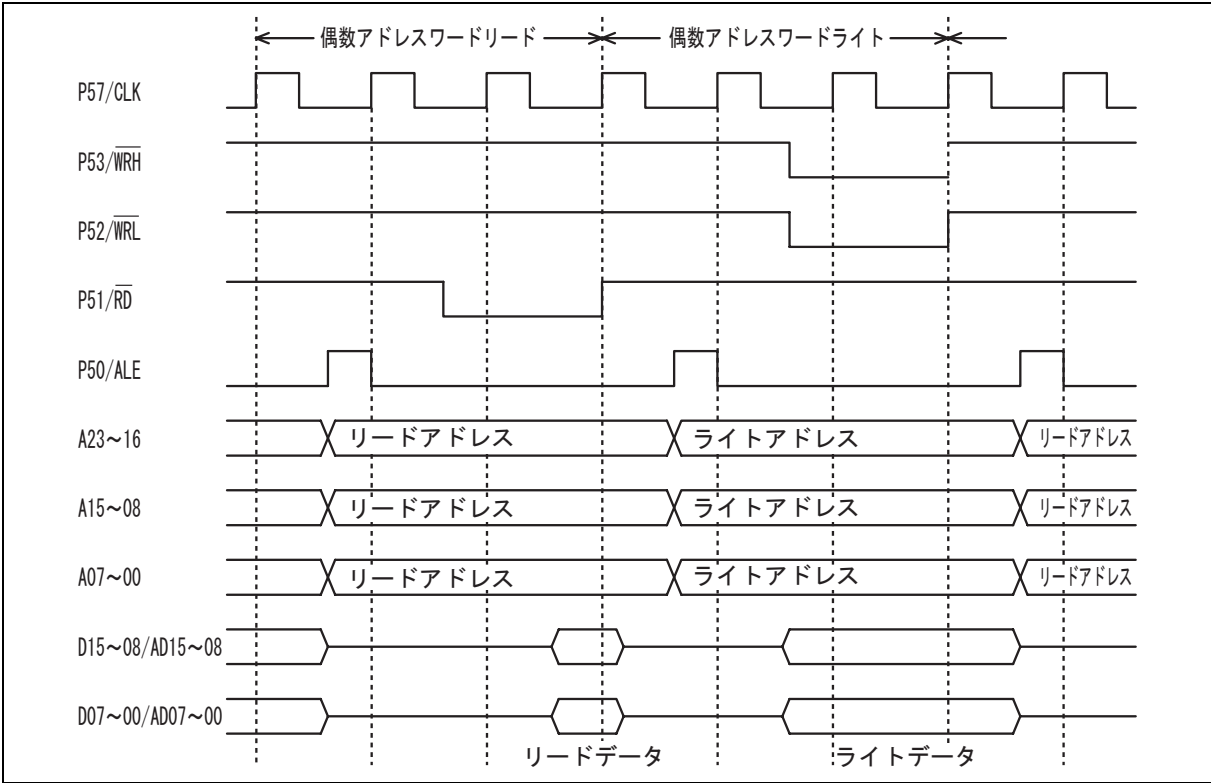 偶数アドレスワードリード 偶数アドレスワードライト
P57/CLK
P53/WRH
P52/WRL
P51/RD
P50/ALE
A23～16 リードアドレス ライトアドレス リードアドレス
A15～08 リードアドレス ライトアドレス リードアドレス
A07～00 リードアドレス ライトアドレス リードアドレス
D15～08/AD15～08
D07～00/AD07～00
リードデータ ライトデータ